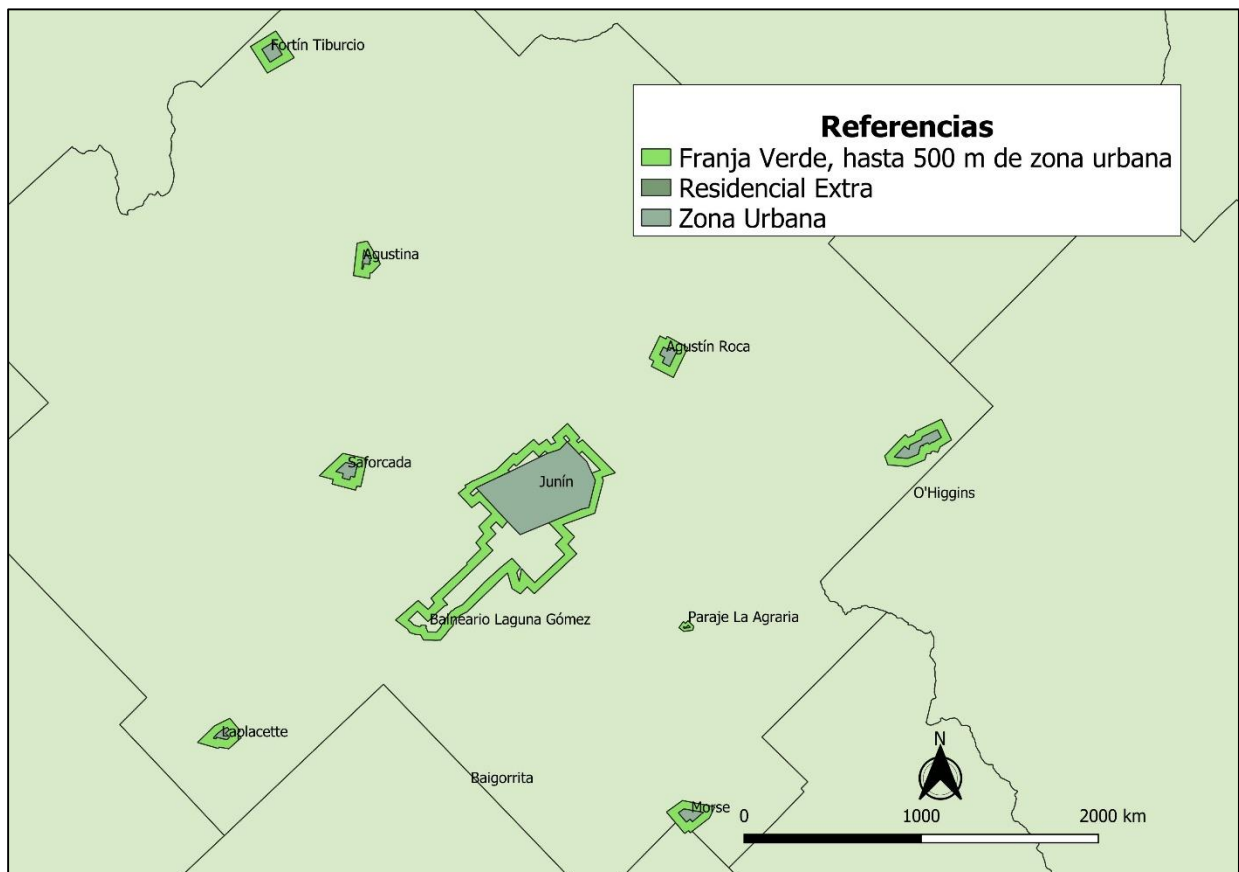 Fortín Tiburcio
Referencias
Franja Verde, hasta 500 m de zona urbana
Residencial Extra
Zona Urbana
Agustina
Agustín Roca
Saforcada
Junín
O'Higgins
Balneario Laguna Gómez
Paraje La Agraria
Laplacette
Baigorrita
Morse
N
0 1000 2000 km